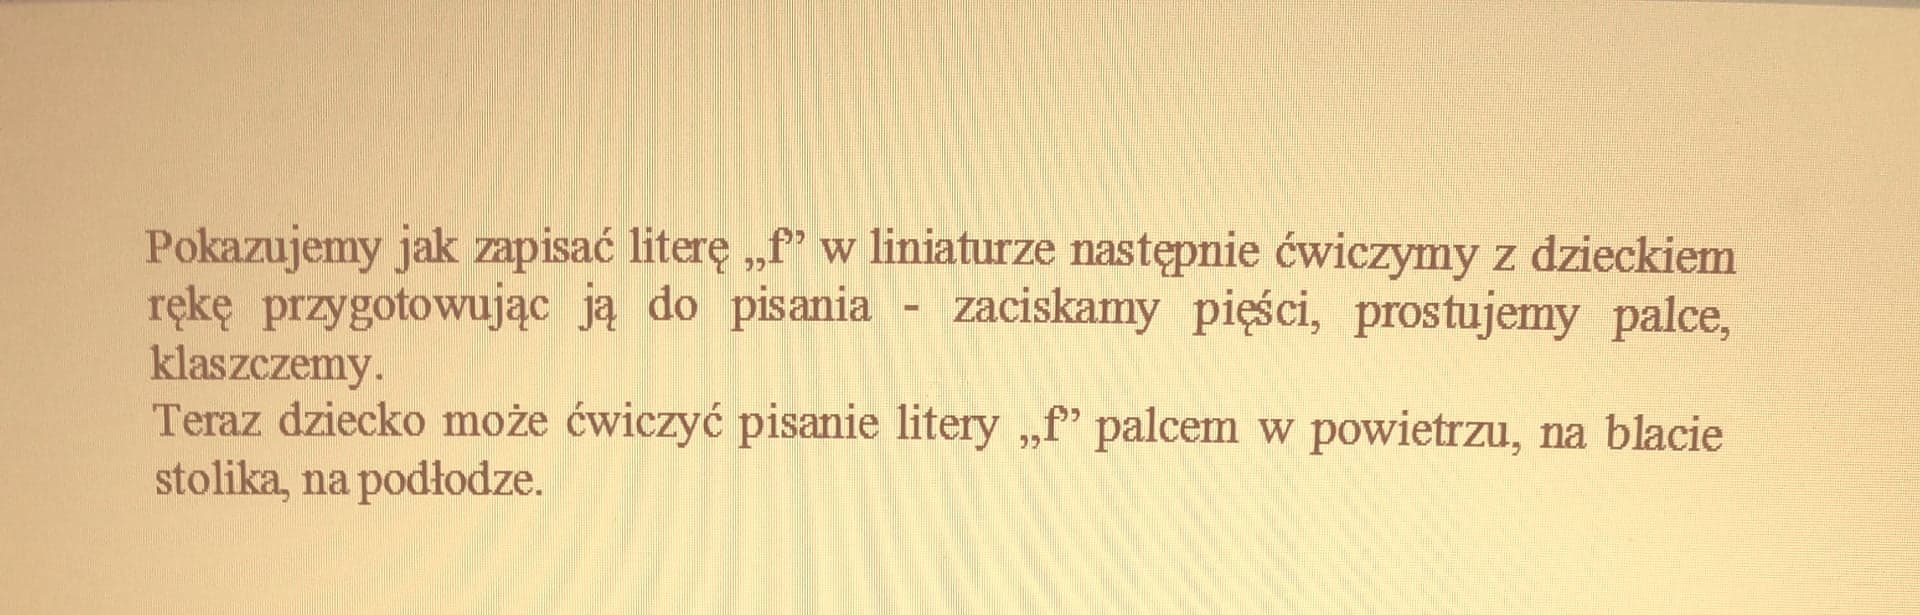 Pokazujemy jak zapisać literę „f” w liniaturze następnie ćwiczymy z dzieckiem
rękę przygotowując ją do pisania - zaciskamy pięści, prostujemy palce,
klaszczemy.
Teraz dziecko może ćwiczyć pisanie litery „f” palcem w powietrzu, na blacie
stolika, na podłodze.